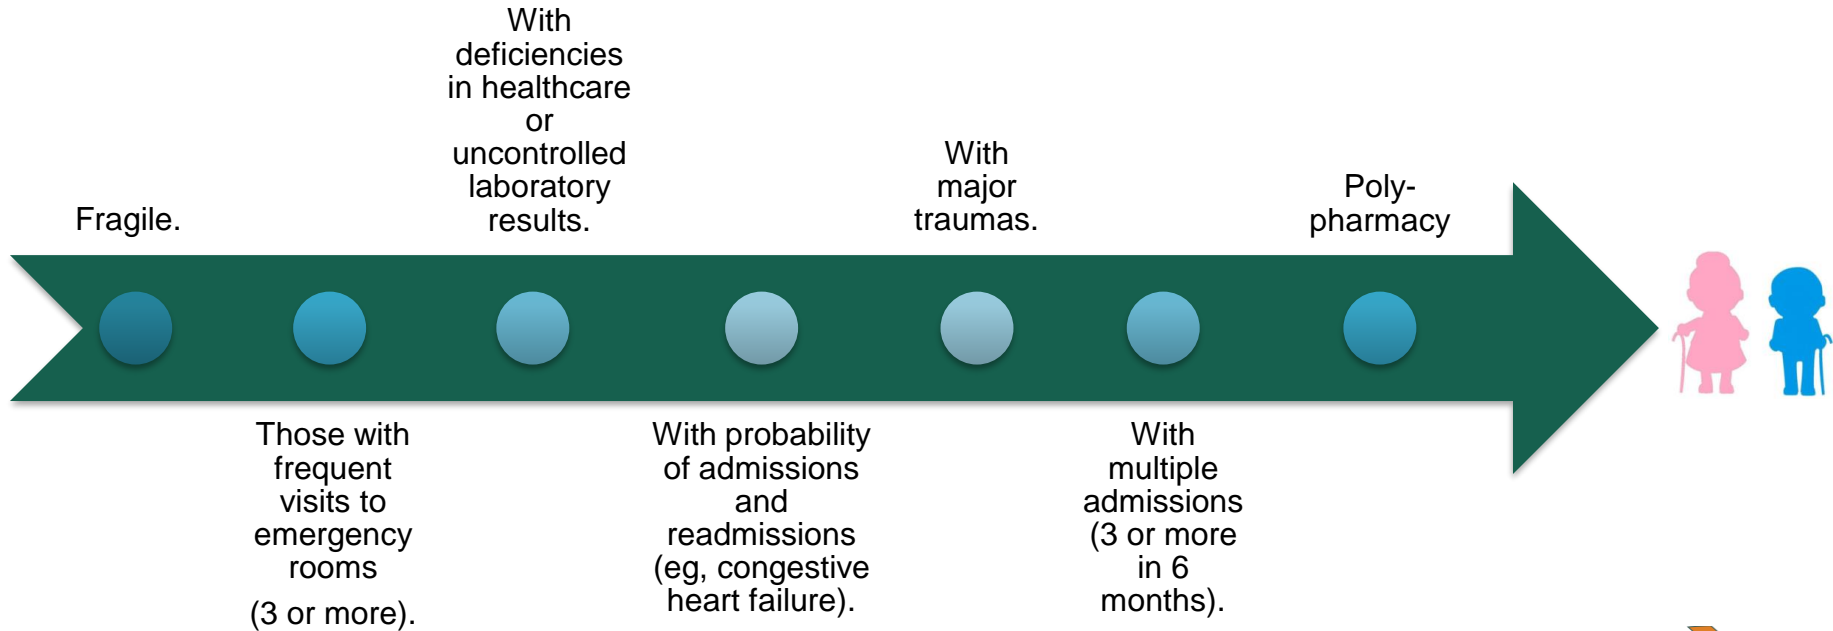 Fragile.
Those with
frequent
visits to
emergency
rooms
(3 or more).
With
deficiencies
in healthcare
or
uncontrolled
laboratory
results.
With probability
of admissions
and
readmissions
(eg, congestive
heart failure).
With
major
traumas.
With
multiple
admissions
(3 or more
in 6
months).
Poly-
pharmacy